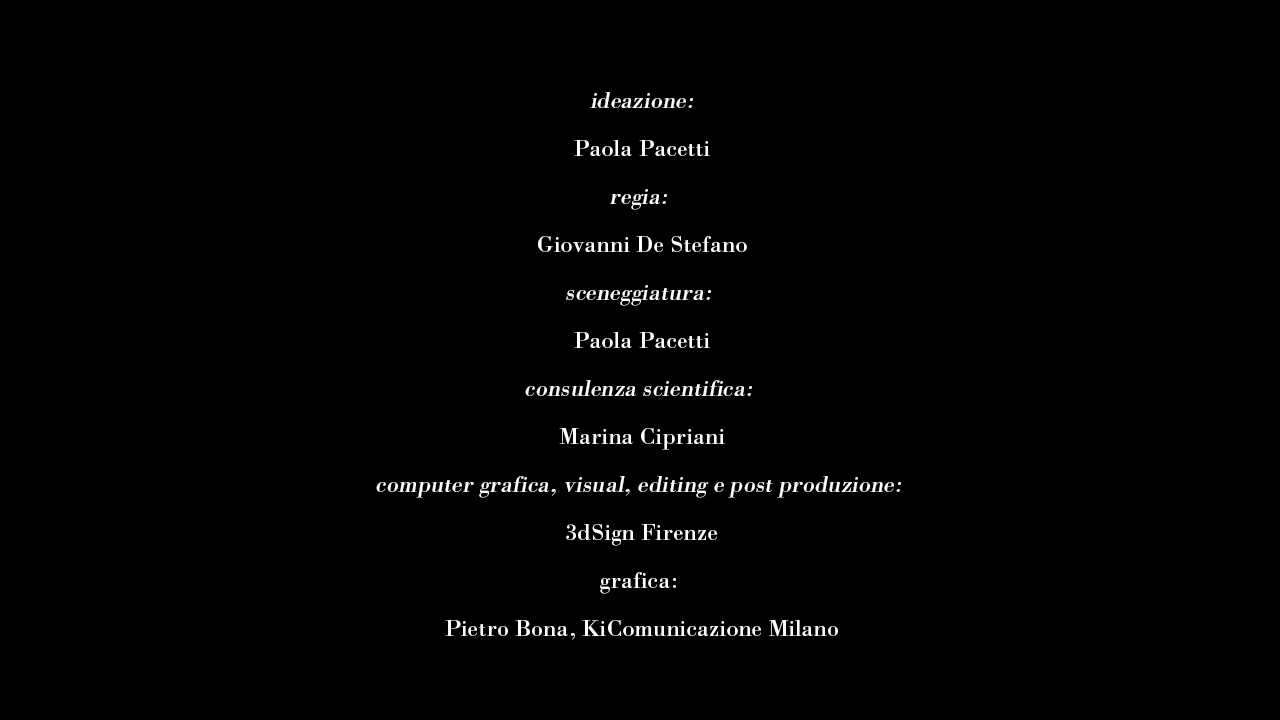 ideazione:
Paola Pacetti
regia:
Giovanni De Stefano
sceneggiatura:
Paola Pacetti
consulenza scientifica:
Marina Cipriani
computer grafica, visual, editing e post produzione:
3dSign Firenze
grafica:
Pietro Bona, KiComunicazione Milano